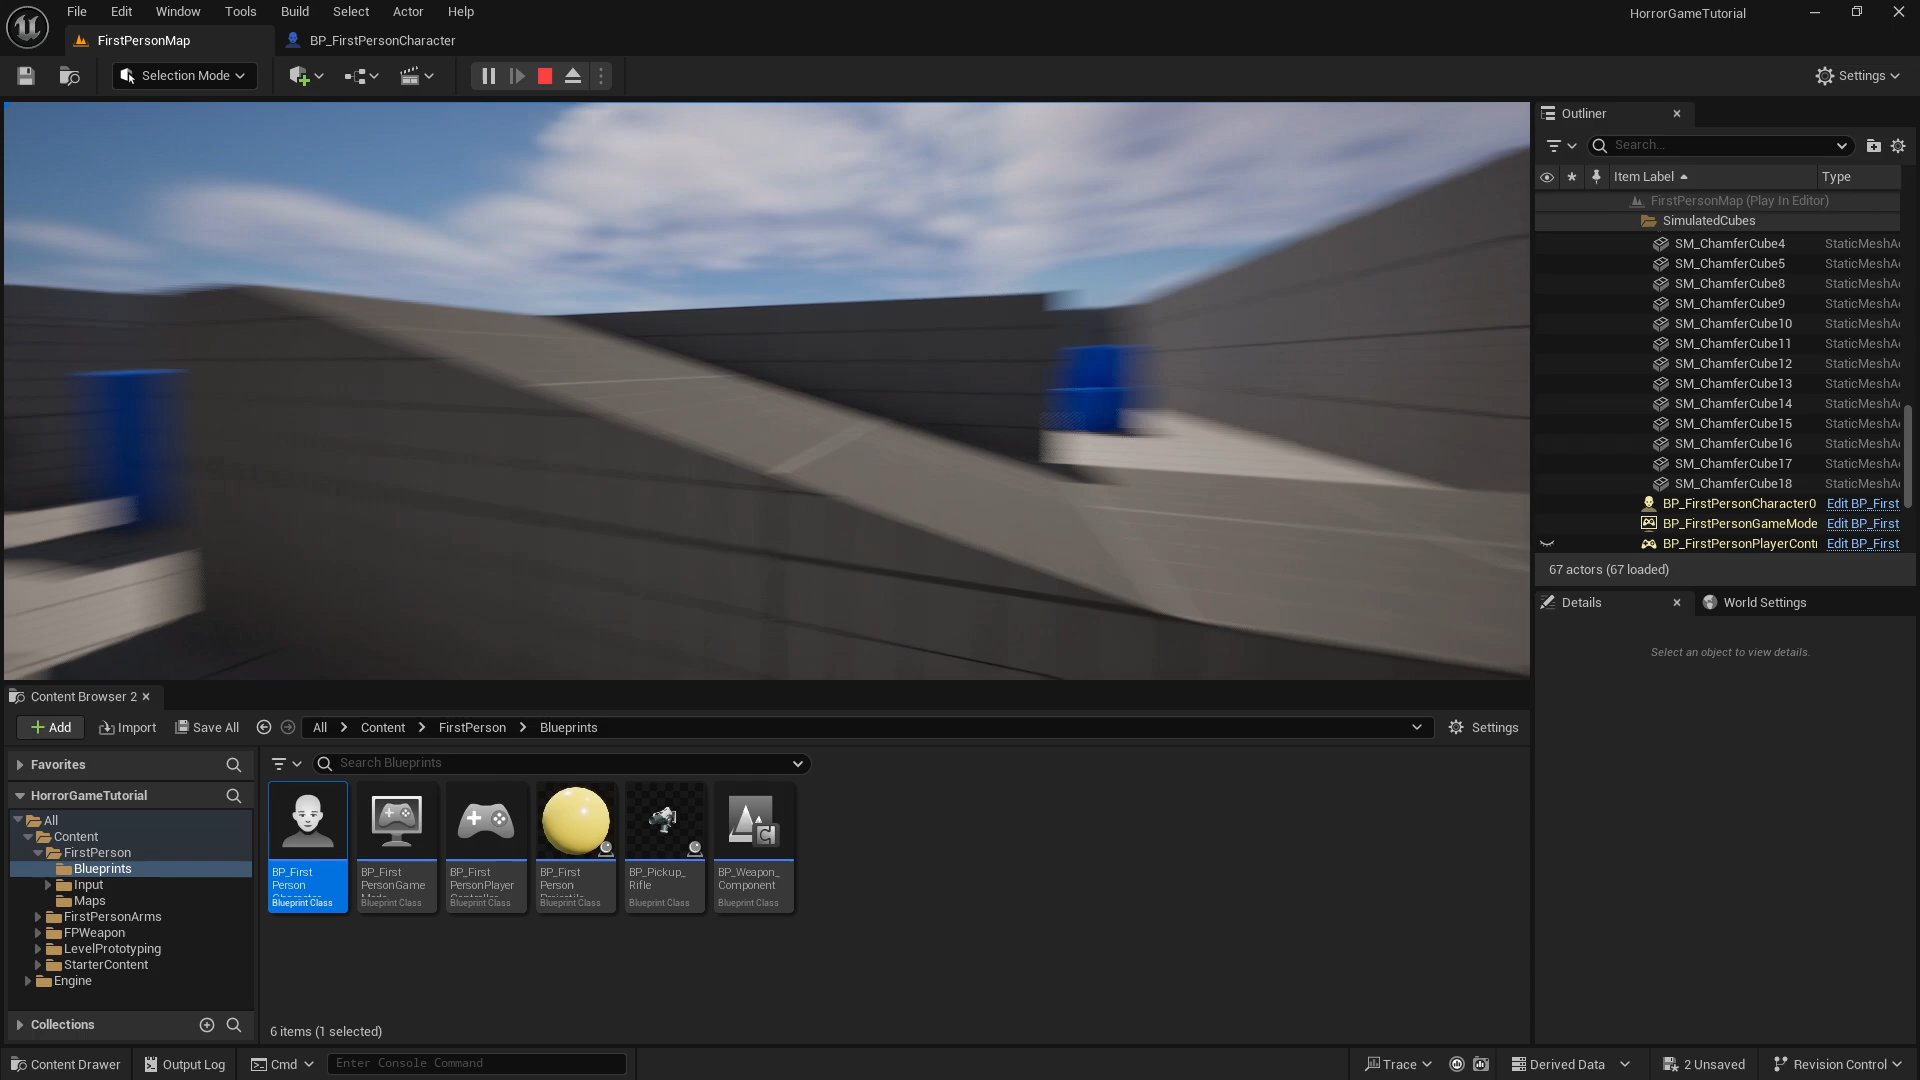 File Edit Window Tools Build Select Actor Help
HorrorGameTutorial
FirstPersonMap
BP_FirstPersonCharacter
Selection Mode
Settings
Outliner
Search...
Item Label
Type
FirstPersonMap (Play In Editor)
SimulatedCubes
SM_ChamferCube4 StaticMeshA
SM_ChamferCube5 StaticMeshA
SM_ChamferCube8 StaticMeshA
SM_ChamferCube9 StaticMeshA
SM_ChamferCube10 StaticMeshA
SM_ChamferCube11 StaticMeshA
SM_ChamferCube12 StaticMeshA
SM_ChamferCube13 StaticMeshA
SM_ChamferCube14 StaticMeshA
SM_ChamferCube15 StaticMeshA
SM_ChamferCube16 StaticMeshA
SM_ChamferCube17 StaticMeshA
SM_ChamferCube18 StaticMeshA
BP_FirstPersonCharacter0 Edit BP_First
BP_FirstPersonGameMode Edit BP_First
BP_FirstPersonPlayerContr Edit BP_First
67 actors (67 loaded)
Details
World Settings
Select an object to view details.
Content Browser 2
Add
Import
Save All
All > Content > FirstPerson > Blueprints
Settings
Favorites
HorrorGameTutorial
All
Content
FirstPerson
Blueprints
Input
Maps
FirstPersonArms
FPWeapon
LevelPrototyping
StarterContent
Engine
Collections
Search Blueprints
BP_First
Person
Blueprint Class
BP_First
PersonGame
Blueprint Class
BP_First
PersonPlayer
Blueprint Class
BP_First
Person
Blueprint Class
BP_Pickup_
Rifle
Blueprint Class
BP_Weapon_
Component
Blueprint Class
6 items (1 selected)
Content Drawer
Output Log
Cmd
Enter Console Command
Trace
Derived Data
2 Unsaved
Revision Control